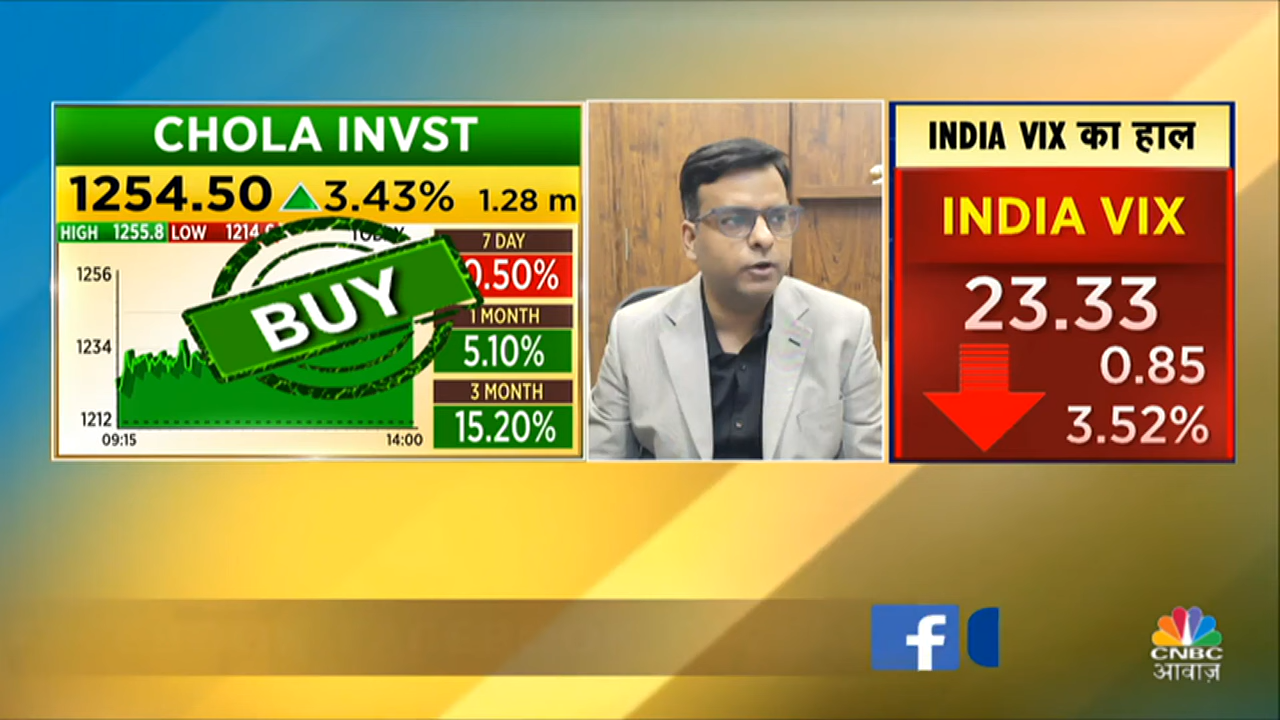 CHOLA INVST
1254.50 3.43% 1.28 m
HIGH 1255.8 LOW
7 DAY
0.50%
1 MONTH
5.10%
3 MONTH
15.20%
1256
1234
1212
09:15 14:00
BUY
INDIA VIX का हाल
INDIA VIX
23.33
0.85
3.52%
f
CNBC
आवाज़